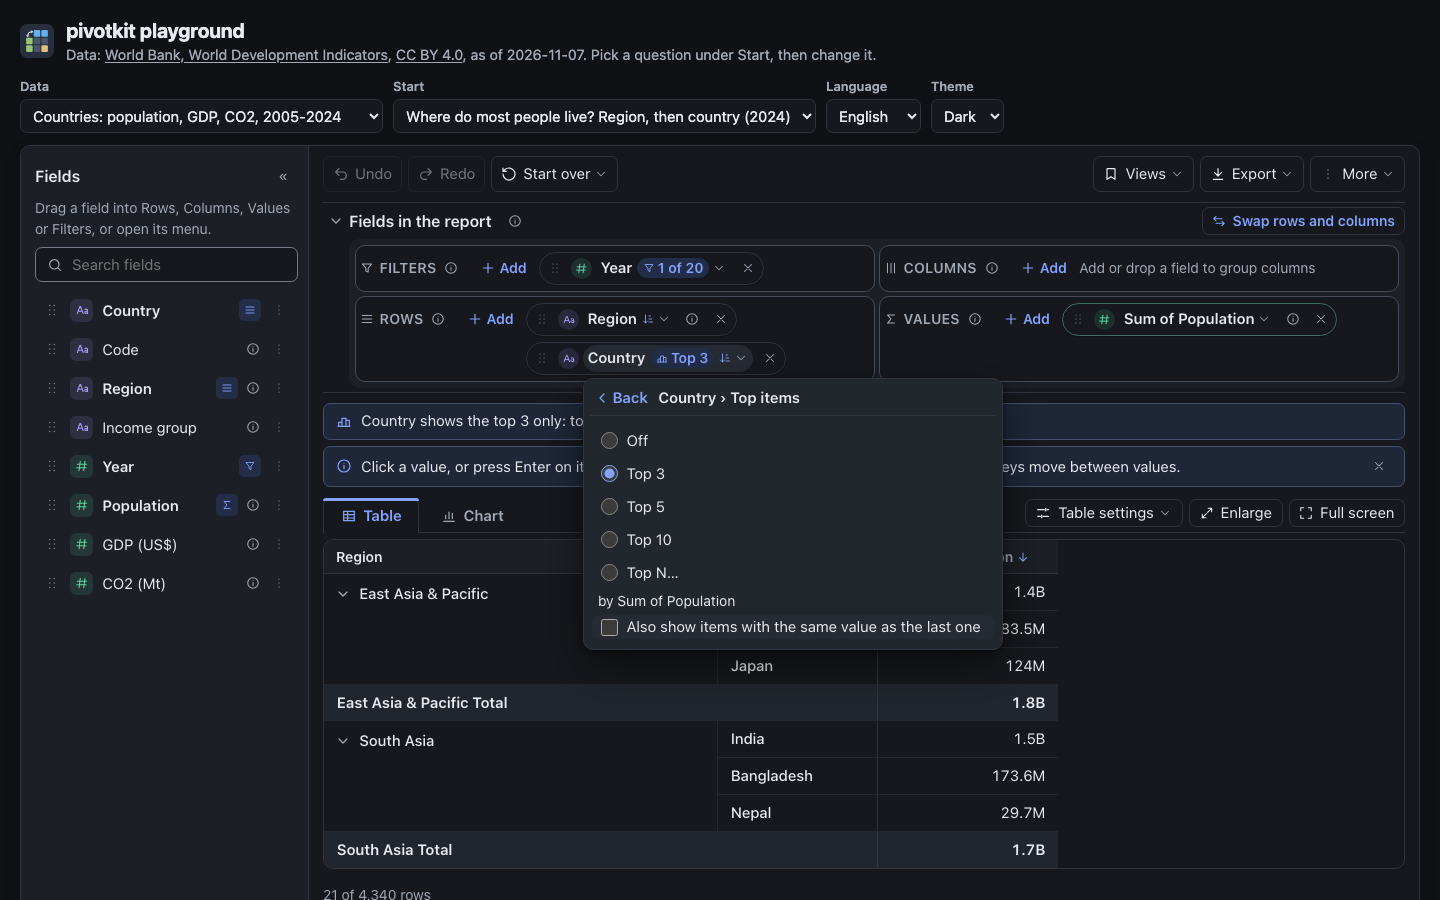 pivotkit playground
Data: World Bank, World Development Indicators, CC BY 4.0, as of 2026-11-07. Pick a question under Start, then change it.
Data
Start
Language
Theme
Countries: population, GDP, CO2, 2005-2024
Where do most people live? Region, then country (2024)
English
Dark
Fields
«
Drag a field into Rows, Columns, Values
or Filters, or open its menu.
Search fields
Aa Country
Aa Code
Aa Region
Aa Income group
# Year
# Population Σ
# GDP (US$)
# CO2 (Mt)
Undo
Redo
Start over
Views
Export
More
Fields in the report
Swap rows and columns
FILTERS
+ Add
# Year 1 of 20
COLUMNS
+ Add
Add or drop a field to group columns
ROWS
+ Add
Aa Region
Aa Country Top 3
Σ VALUES
+ Add
# Sum of Population
Back Country › Top items
Off
Top 3
Top 5
Top 10
Top N...
by Sum of Population
Also show items with the same value as the last one
Country shows the top 3 only: to
Click a value, or press Enter on it
eys move between values.
Table
Chart
Table settings
Enlarge
Full screen
Region
n ↓
East Asia & Pacific
1.4B
83.5M
Japan 124M
East Asia & Pacific Total 1.8B
South Asia India 1.5B
Bangladesh 173.6M
Nepal 29.7M
South Asia Total 1.7B
21 of 4,340 rows